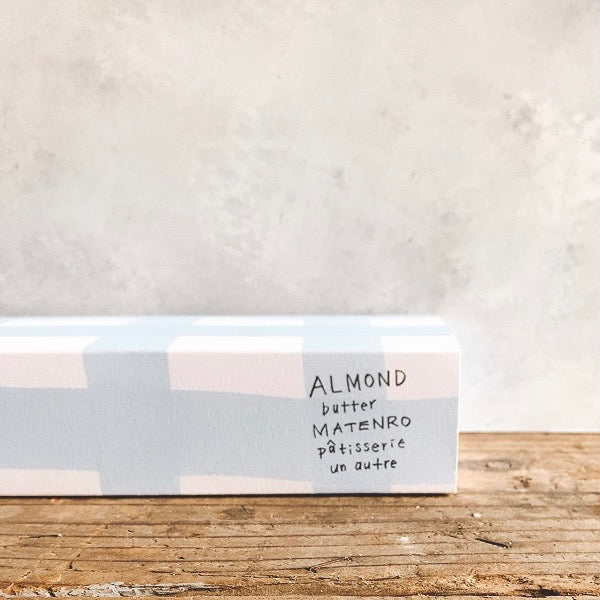 ALMOND
butter
MATENRO
pâtisserie
un autre